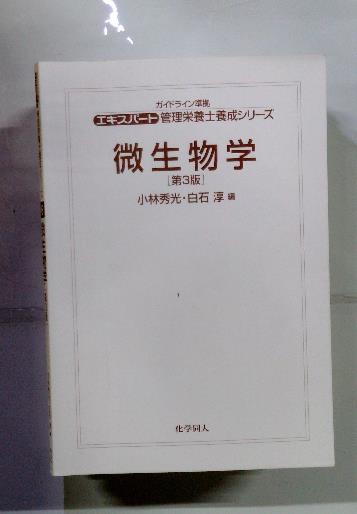 ガイドライン準拠
エキスパート 管理栄養士養成シリーズ
微生物学
[第3版]
小林秀光・白石 淳 編
化学同人